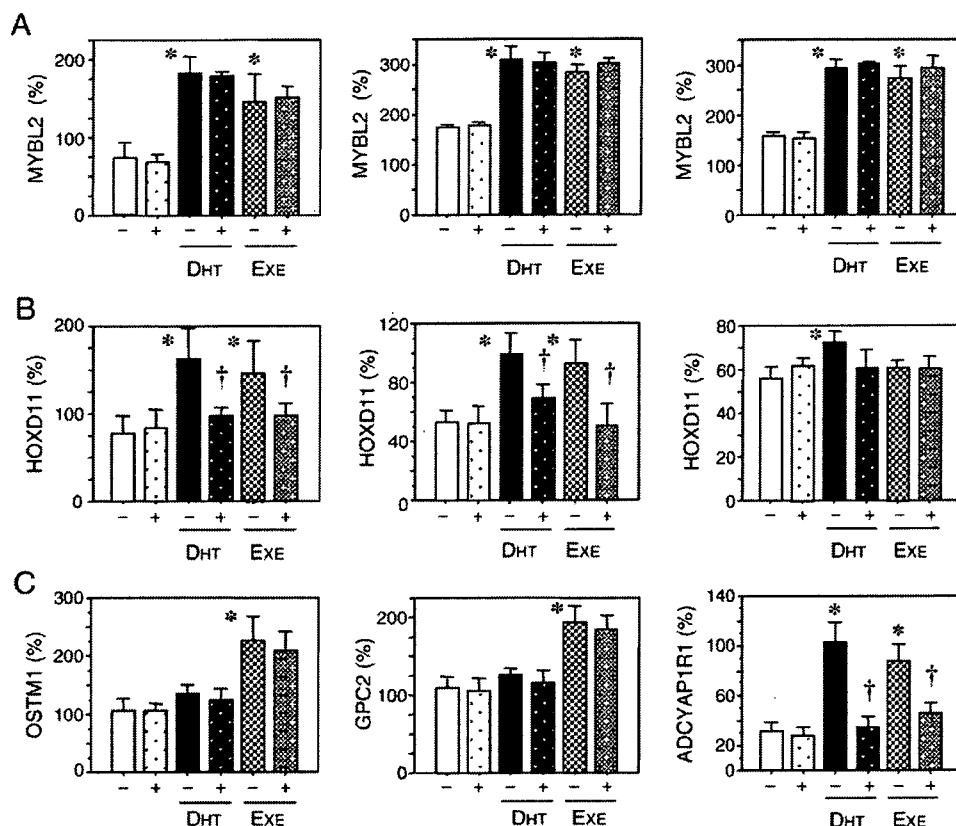 A
MYBL2 (%)
200
100
0
- + - + - +
DHT EXE
MYBL2 (%)
300
200
100
0
- + - + - +
DHT EXE
MYBL2 (%)
300
200
100
0
- + - + - +
DHT EXE
* *
* *
* *
B
HOXD11 (%)
200
100
0
- + - + - +
DHT EXE
* † * †
HOXD11 (%)
120
80
40
0
- + - + - +
DHT EXE
* † * †
HOXD11 (%)
80
60
40
20
0
- + - + - +
DHT EXE
*
C
OSTM1 (%)
300
200
100
0
- + - + - +
DHT EXE
*
GPC2 (%)
200
100
0
- + - + - +
DHT EXE
*
ADCYAP1R1 (%)
140
100
60
20
- + - + - +
DHT EXE
* † * †